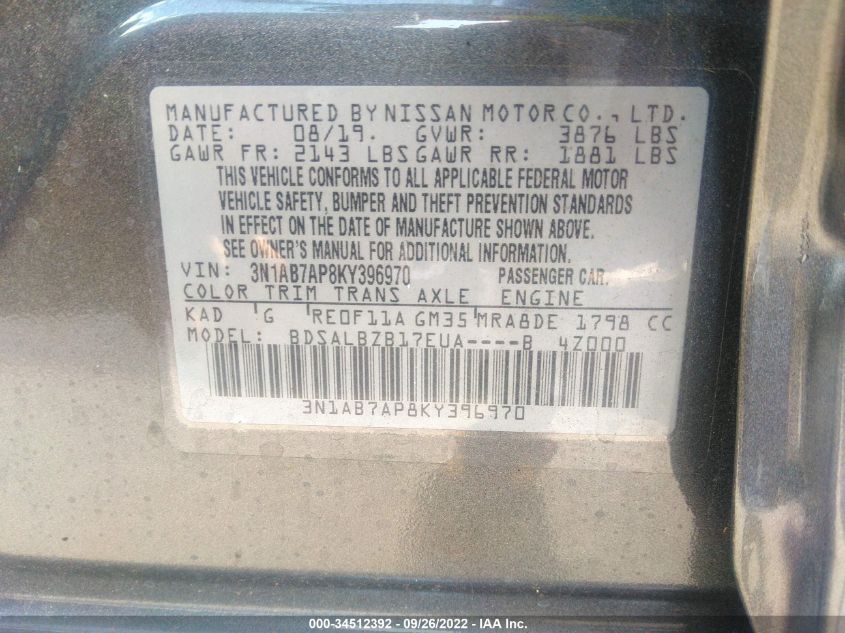 MANUFACTURED BY NISSAN MOTOR CO., LTD.
DATE: 08/19. GVWR: 3876 LBS
GAWR FR: 2143 LBS GAWR RR: 1881 LBS
THIS VEHICLE CONFORMS TO ALL APPLICABLE FEDERAL MOTOR
VEHICLE SAFETY, BUMPER AND THEFT PREVENTION STANDARDS
IN EFFECT ON THE DATE OF MANUFACTURE SHOWN ABOVE.
SEE OWNER'S MANUAL FOR ADDITIONAL INFORMATION.
VIN: 3N1AB7AP8KY396970 PASSENGER CAR.
COLOR TRIM TRANS AXLE ENGINE
KAD G RE0F11A GM35 MRA8DE 1798 CC
MODEL: BDSALBZB17EUA----B 4Z000
3N1AB7AP8KY396970
000-34512392 - 09/26/2022 - IAA Inc.